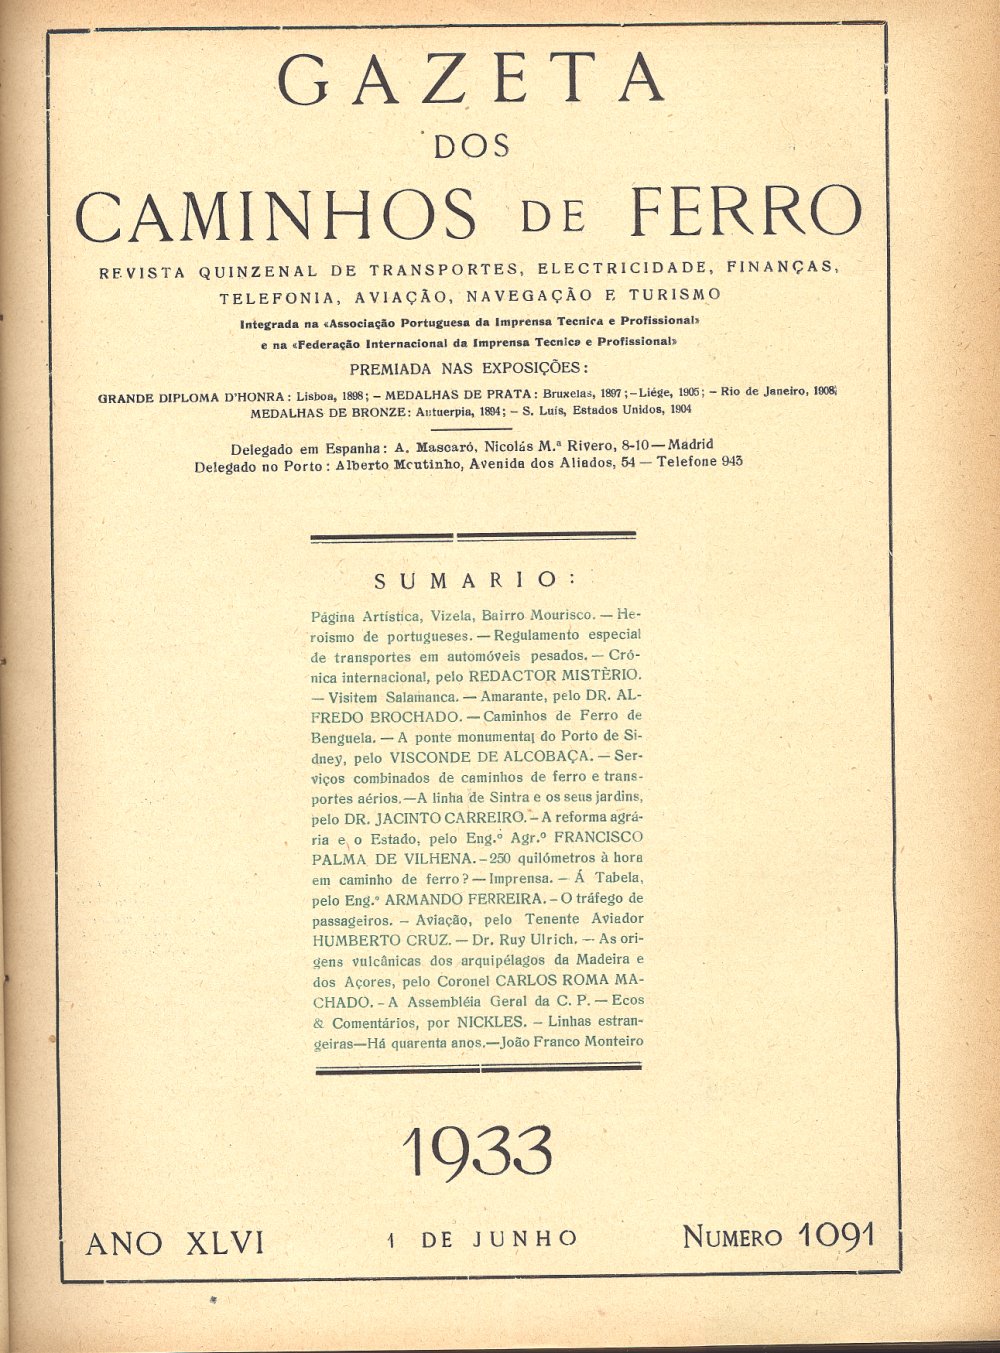 GAZETA
DOS
CAMINHOS DE FERRO
REVISTA QUINZENAL DE TRANSPORTES, ELECTRICIDADE, FINANÇAS,
TELEFONIA, AVIAÇÃO, NAVEGAÇÃO E TURISMO
Integrada na «Associação Portuguesa da Imprensa Tecnica e Profissional»
e na «Federação Internacional da Imprensa Tecnica e Profissional»
PREMIADA NAS EXPOSIÇÕES:
GRANDE DIPLOMA D'HONRA: Lisboa, 1898; — MEDALHAS DE PRATA: Bruxelas, 1897; — Liége, 1905; — Rio de Janeiro, 1908;
MEDALHAS DE BRONZE: Antuerpia, 1894; — S. Luís, Estados Unidos, 1904
Delegado em Espanha: A. Mascaró, Nicolás M.ª Rivero, 8-10 — Madrid
Delegado no Porto: Alberto Moutinho, Avenida dos Aliados, 54 — Telefone 943
SUMARIO:
Página Artística, Vizela, Bairro Mourisco. — He-
roismo de portugueses. — Regulamento especial
de transportes em automóveis pesados. — Cró-
nica internacional, pelo REDACTOR MISTÈRIO.
— Visitem Salamanca. — Amarante, pelo DR. AL-
FREDO BROCHADO. — Caminhos de Ferro de
Benguela. — A ponte monumental do Porto de Si-
dney, pelo VISCONDE DE ALCOBAÇA. — Ser-
viços combinados de caminhos de ferro e trans-
portes aérios. — A linha de Sintra e os seus jardins,
pelo DR. JACINTO CARREIRO. — A reforma agrá-
ria e o Estado, pelo Eng.º Agr.º FRANCISCO
PALMA DE VILHENA. — 250 quilómetros à hora
em caminho de ferro? — Imprensa. — Á Tabela,
pelo Eng.º ARMANDO FERREIRA. — O tráfego de
passageiros. — Aviação, pelo Tenente Aviador
HUMBERTO CRUZ. — Dr. Ruy Ulrich. — As ori-
gens vulcânicas dos arquipélagos da Madeira e
dos Açores, pelo Coronel CARLOS ROMA MA-
CHADO. — A Assembléia Geral da C. P. — Ecos
& Comentários, por NICKLES. — Linhas estran-
geiras — Há quarenta anos. — João Franco Monteiro
1933
ANO XLVI 1 DE JUNHO NUMERO 1091